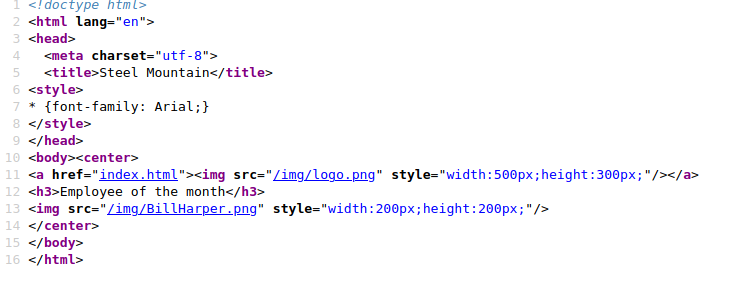 1 <!doctype html>
2 <html lang="en">
3 <head>
4   <meta charset="utf-8">
5   <title>Steel Mountain</title>
6 <style>
7 * {font-family: Arial;}
8 </style>
9 </head>
10 <body><center>
11 <a href="index.html"><img src="/img/logo.png" style="width:500px;height:300px;"/></a>
12 <h3>Employee of the month</h3>
13 <img src="/img/BillHarper.png" style="width:200px;height:200px;"/>
14 </center>
15 </body>
16 </html>